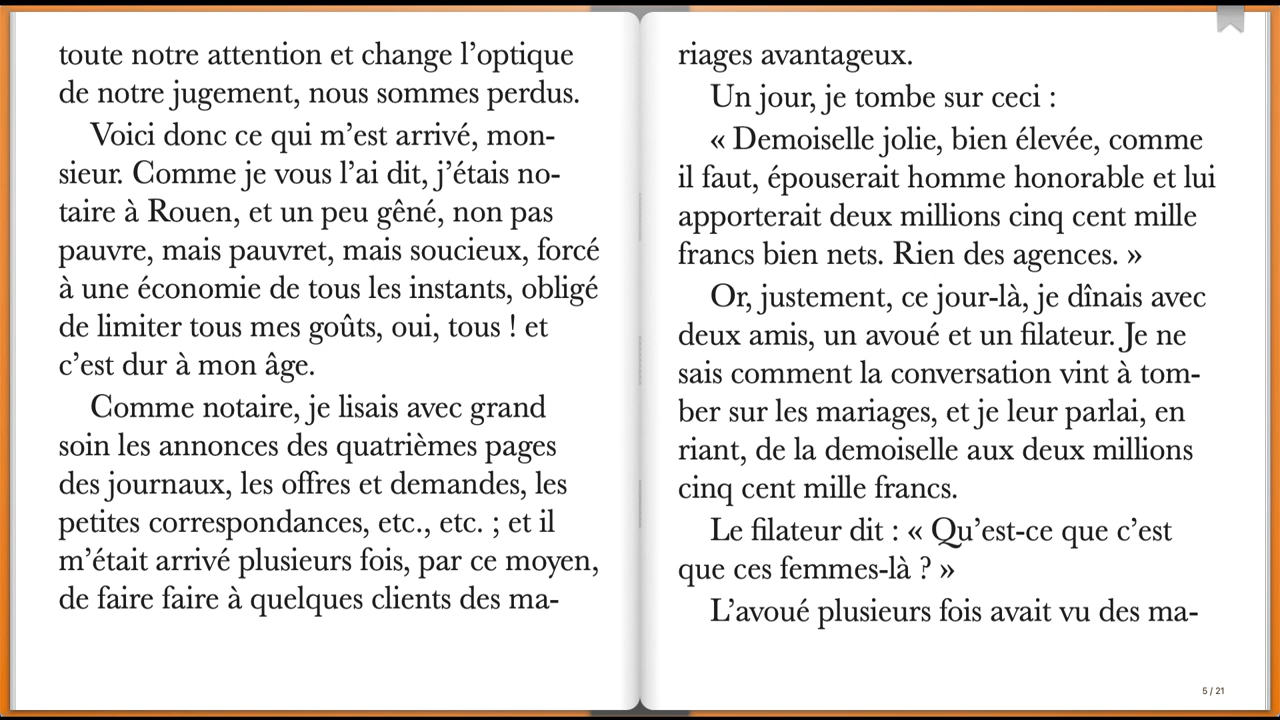 toute notre attention et change l’optique
de notre jugement, nous sommes perdus.
Voici donc ce qui m’est arrivé, mon-
sieur. Comme je vous l’ai dit, j’étais no-
taire à Rouen, et un peu gêné, non pas
pauvre, mais pauvret, mais soucieux, forcé
à une économie de tous les instants, obligé
de limiter tous mes goûts, oui, tous ! et
c’est dur à mon âge.
Comme notaire, je lisais avec grand
soin les annonces des quatrièmes pages
des journaux, les offres et demandes, les
petites correspondances, etc., etc. ; et il
m’était arrivé plusieurs fois, par ce moyen,
de faire faire à quelques clients des ma-
riages avantageux.
Un jour, je tombe sur ceci :
« Demoiselle jolie, bien élevée, comme
il faut, épouserait homme honorable et lui
apporterait deux millions cinq cent mille
francs bien nets. Rien des agences. »
Or, justement, ce jour-là, je dînais avec
deux amis, un avoué et un filateur. Je ne
sais comment la conversation vint à tom-
ber sur les mariages, et je leur parlai, en
riant, de la demoiselle aux deux millions
cinq cent mille francs.
Le filateur dit : « Qu’est-ce que c’est
que ces femmes-là ? »
L’avoué plusieurs fois avait vu des ma-
5 / 21